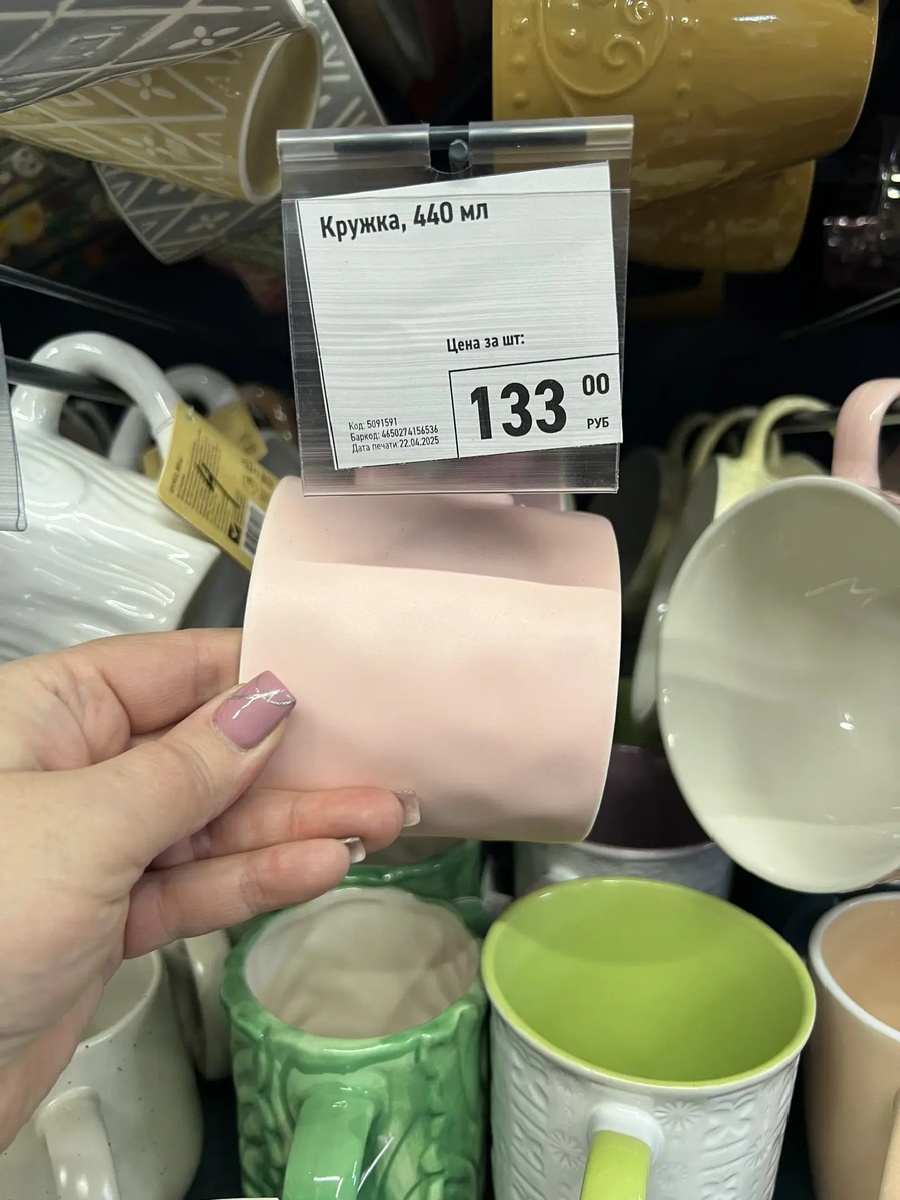 Кружка, 440 мл
Цена за шт:
133 00
РУБ
Код: 5091591
Баркод: 4650274156536
Дата печати:22.04.2025